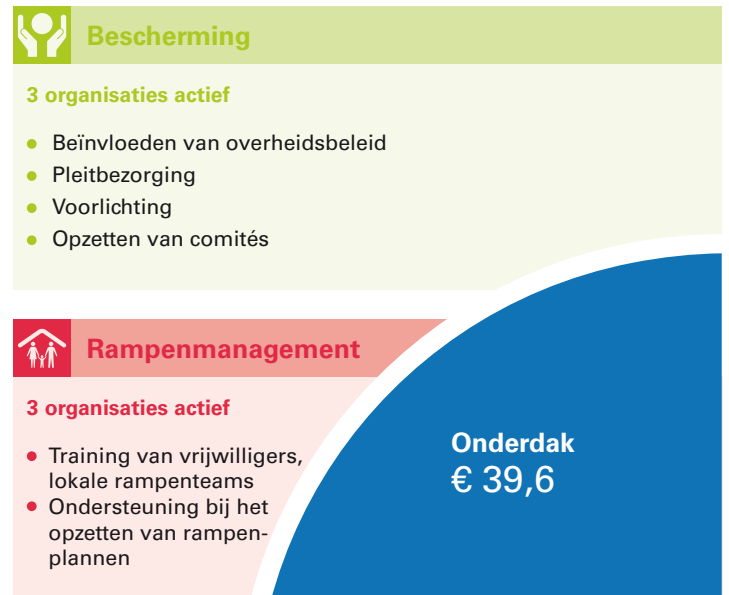 Bescherming
3 organisaties actief
Beïnvloeden van overheidsbeleid
Pleitbezorging
Voorlichting
Opzetten van comités
Rampenmanagement
3 organisaties actief
Training van vrijwilligers,
lokale rampenteams
Ondersteuning bij het
opzetten van rampen-
plannen
Onderdak
€ 39,6